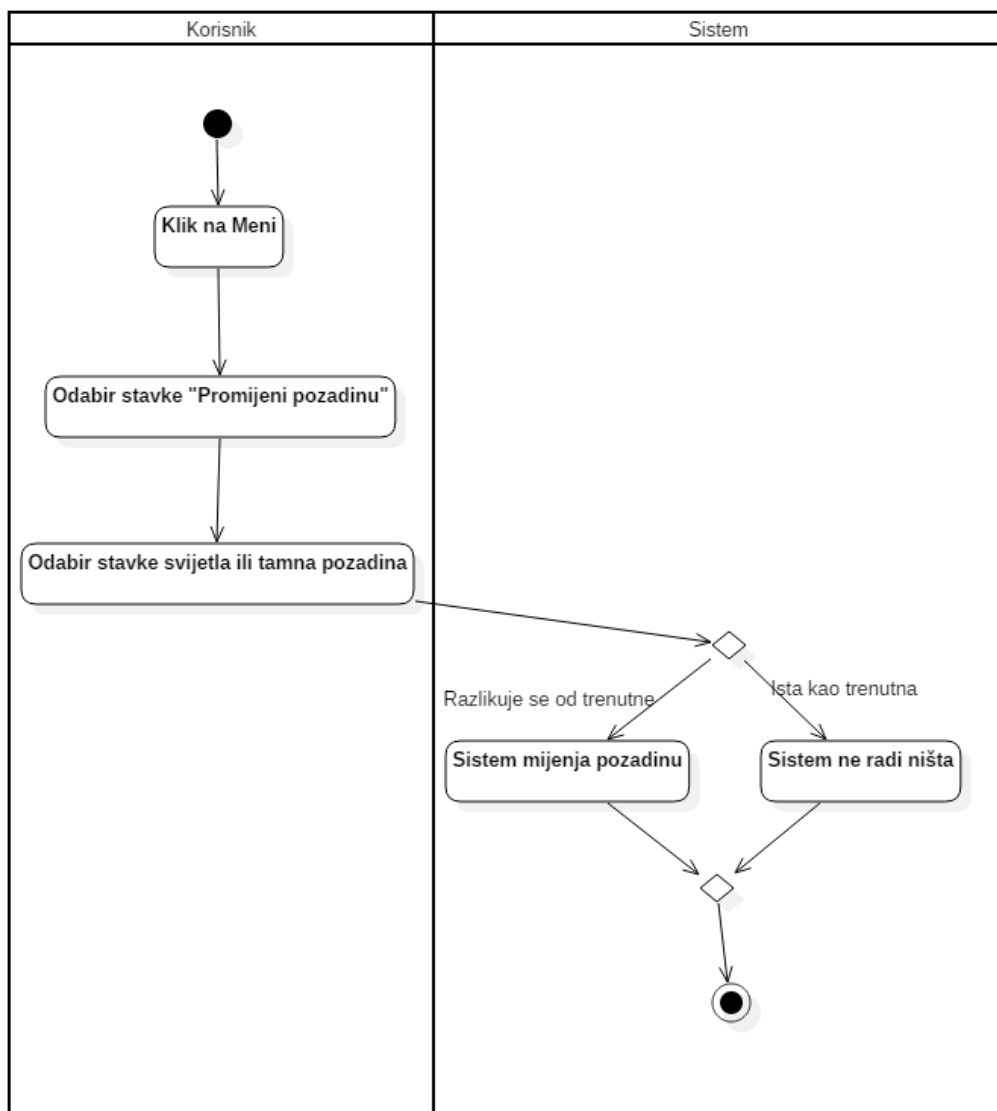 Korisnik
Sistem
Klik na Meni
Odabir stavke "Promijeni pozadinu"
Odabir stavke svijetla ili tamna pozadina
Razlikuje se od trenutne
Ista kao trenutna
Sistem mijenja pozadinu
Sistem ne radi ništa